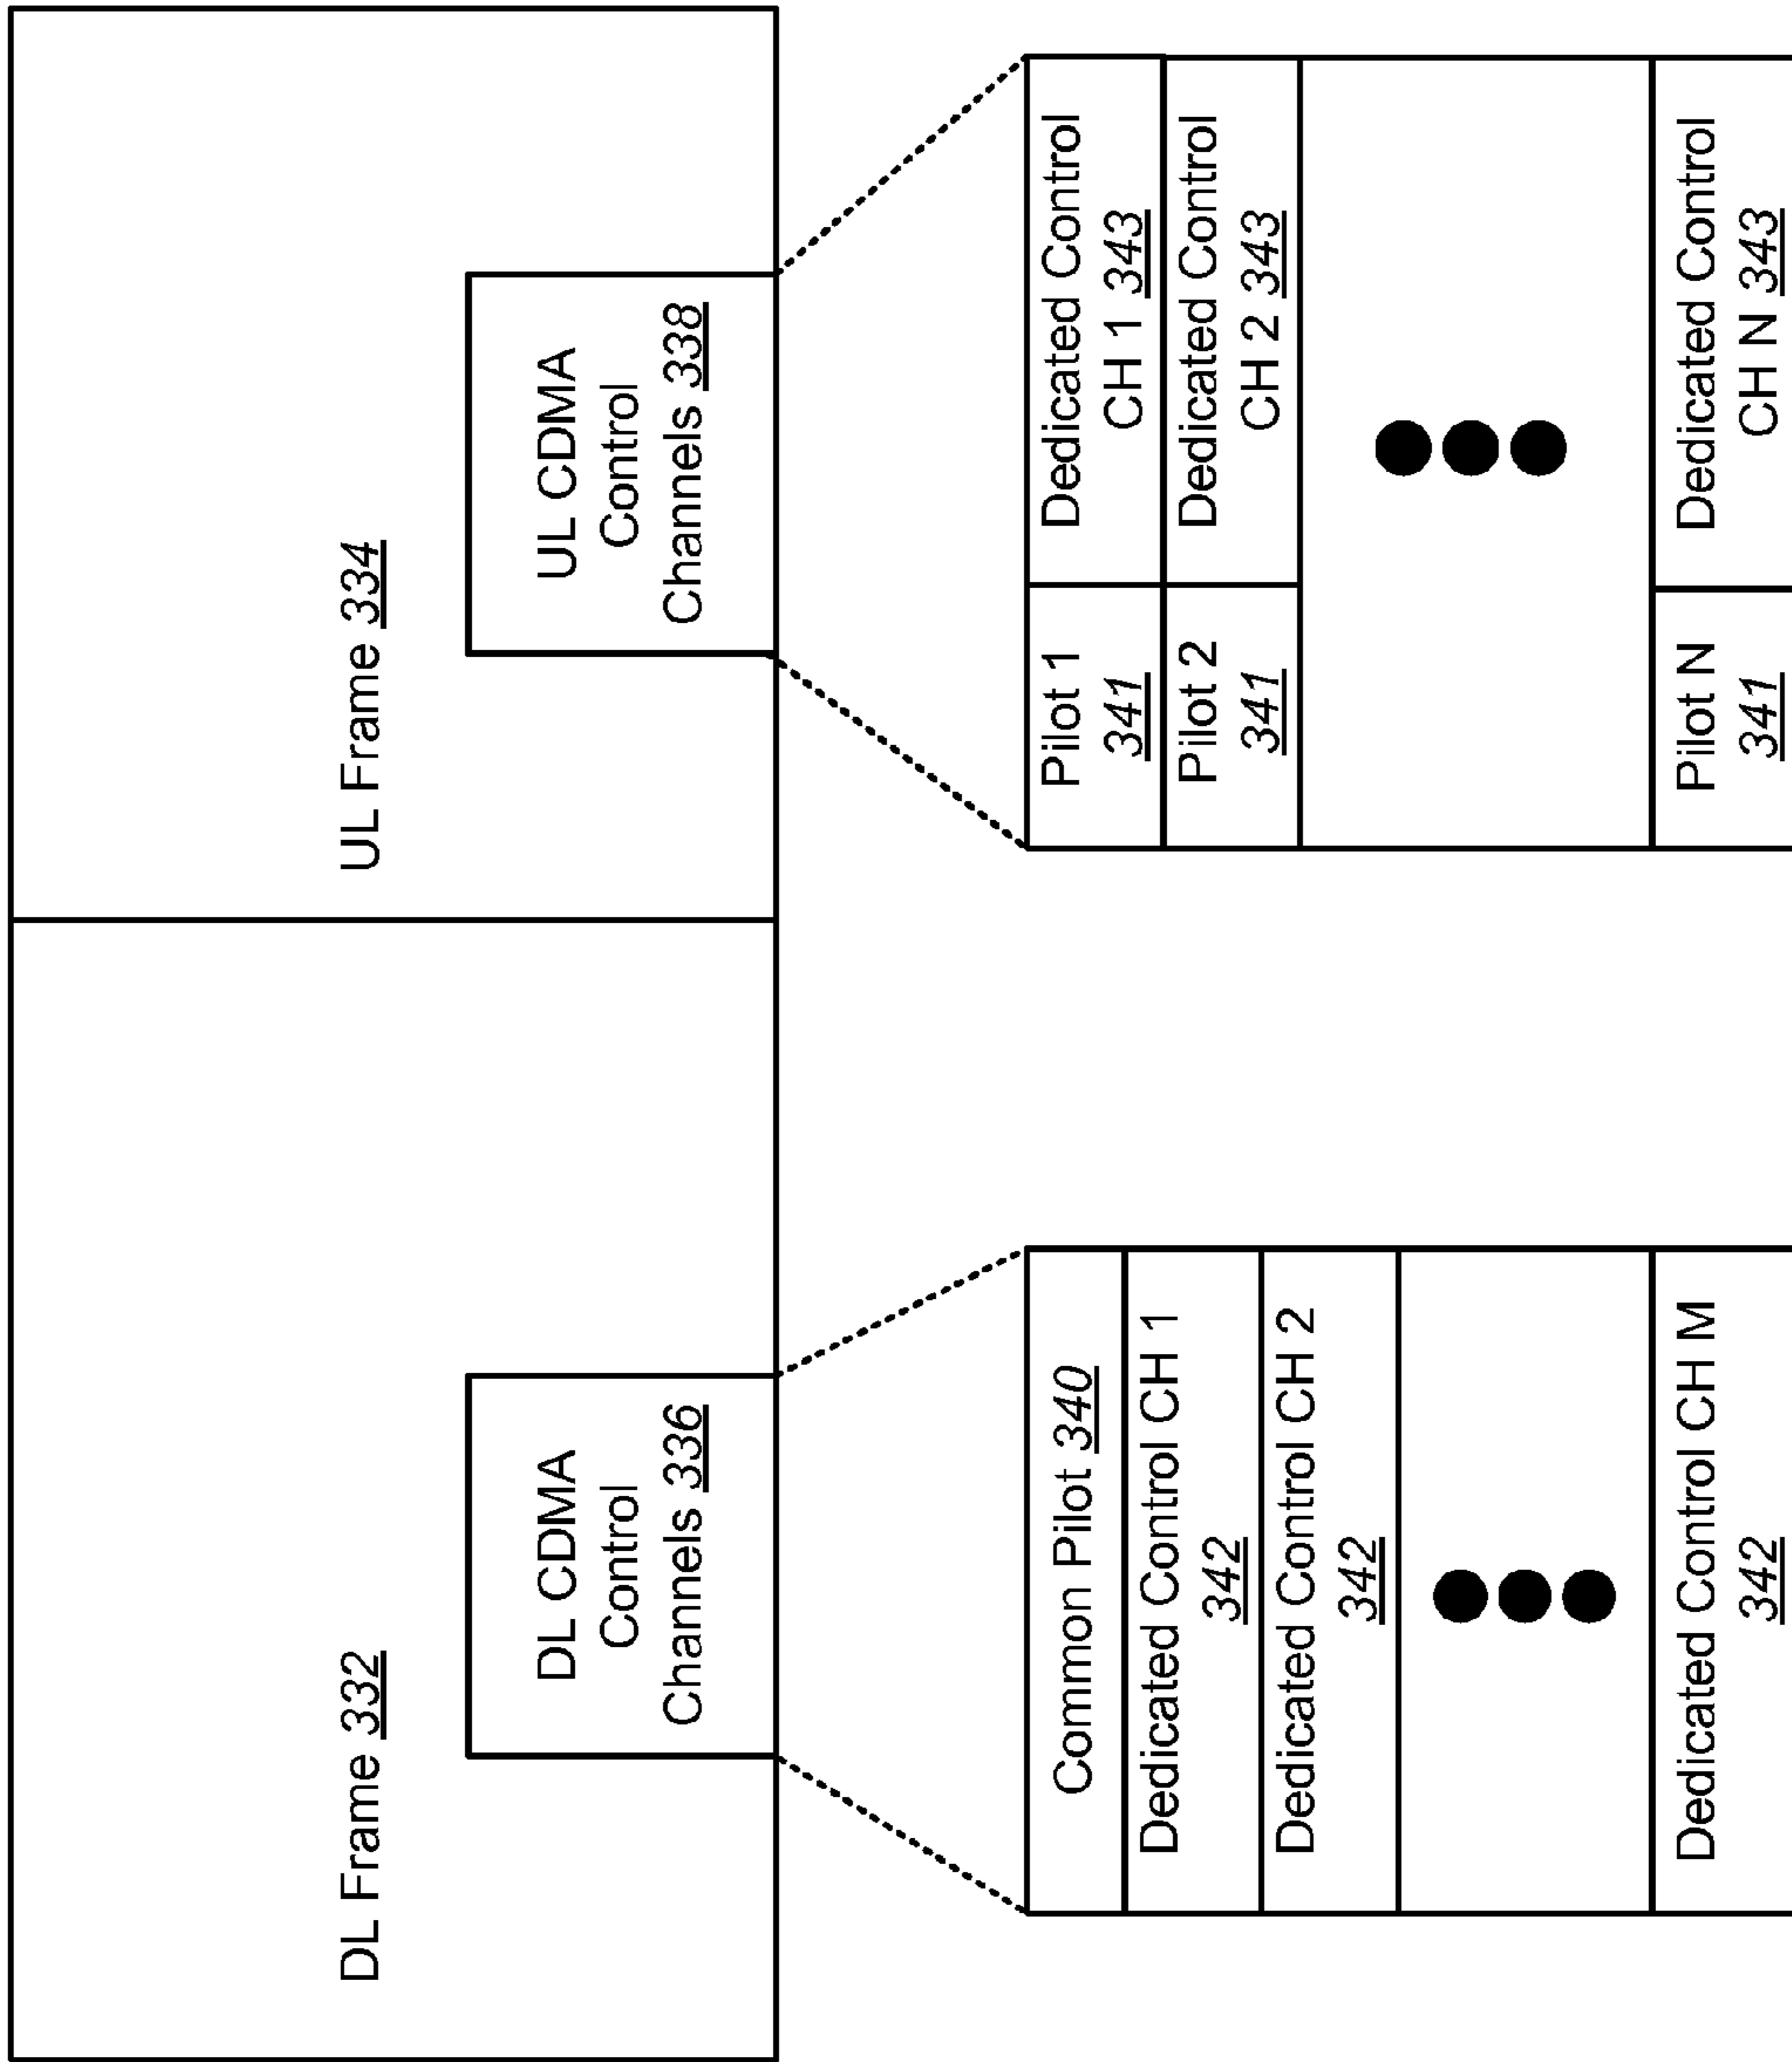 DL Frame 332
UL Frame 334
DL CDMA
Control
Channels 336
UL CDMA
Control
Channels 338
Common Pilot 340
Dedicated Control CH 1
342
Dedicated Control CH 2
342
Dedicated Control CH M
342
Pilot 1
341
Dedicated Control
CH 1 343
Pilot 2
341
Dedicated Control
CH 2 343
Pilot N
341
Dedicated Control
CH N 343